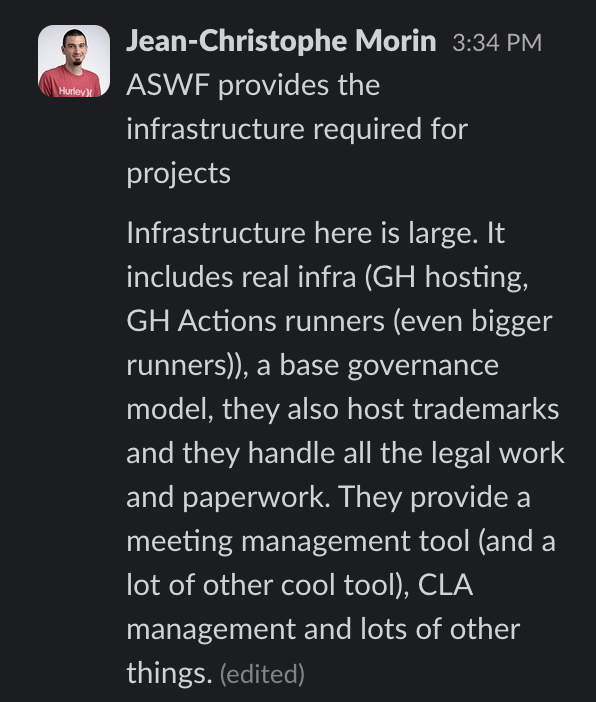 Jean-Christophe Morin 3:34 PM
ASWF provides the
infrastructure required for
projects
Infrastructure here is large. It
includes real infra (GH hosting,
GH Actions runners (even bigger
runners)), a base governance
model, they also host trademarks
and they handle all the legal work
and paperwork. They provide a
meeting management tool (and a
lot of other cool tool), CLA
management and lots of other
things. (edited)
Hurley